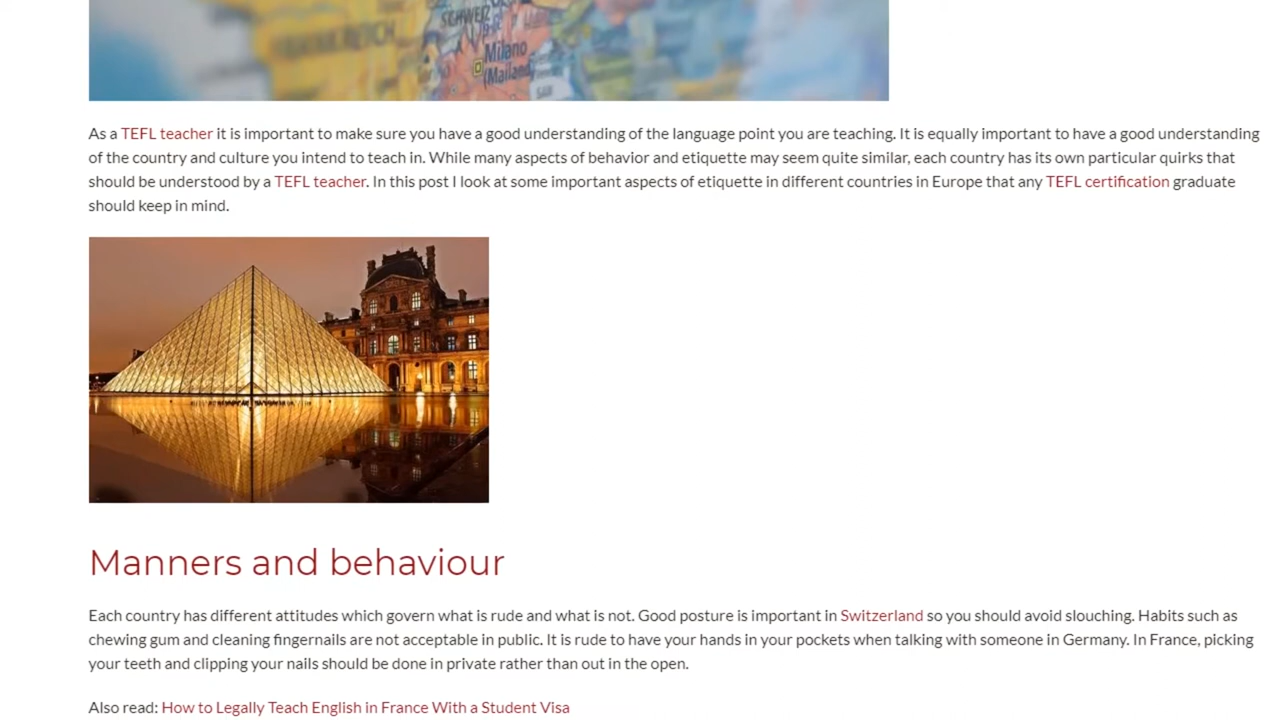 SCHWEIZ
FRANKREICH
Milano
(Mailand)
As a TEFL teacher it is important to make sure you have a good understanding of the language point you are teaching. It is equally important to have a good understanding
of the country and culture you intend to teach in. While many aspects of behavior and etiquette may seem quite similar, each country has its own particular quirks that
should be understood by a TEFL teacher. In this post I look at some important aspects of etiquette in different countries in Europe that any TEFL certification graduate
should keep in mind.
Manners and behaviour
Each country has different attitudes which govern what is rude and what is not. Good posture is important in Switzerland so you should avoid slouching. Habits such as
chewing gum and cleaning fingernails are not acceptable in public. It is rude to have your hands in your pockets when talking with someone in Germany. In France, picking
your teeth and clipping your nails should be done in private rather than out in the open.
Also read: How to Legally Teach English in France With a Student Visa